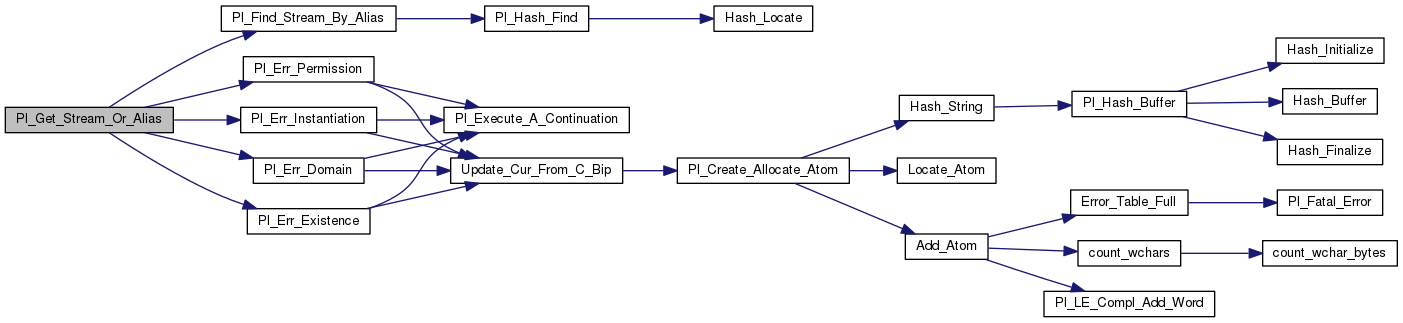 Pl_Get_Stream_Or_Alias
Pl_Find_Stream_By_Alias
Pl_Hash_Find
Hash_Locate
Pl_Err_Permission
Pl_Err_Instantiation
Pl_Err_Domain
Pl_Err_Existence
Pl_Execute_A_Continuation
Update_Cur_From_C_Bip
Pl_Create_Allocate_Atom
Hash_String
Locate_Atom
Add_Atom
Pl_Hash_Buffer
Hash_Initialize
Hash_Buffer
Hash_Finalize
Error_Table_Full
Pl_Fatal_Error
count_wchars
count_wchar_bytes
Pl_LE_Compl_Add_Word